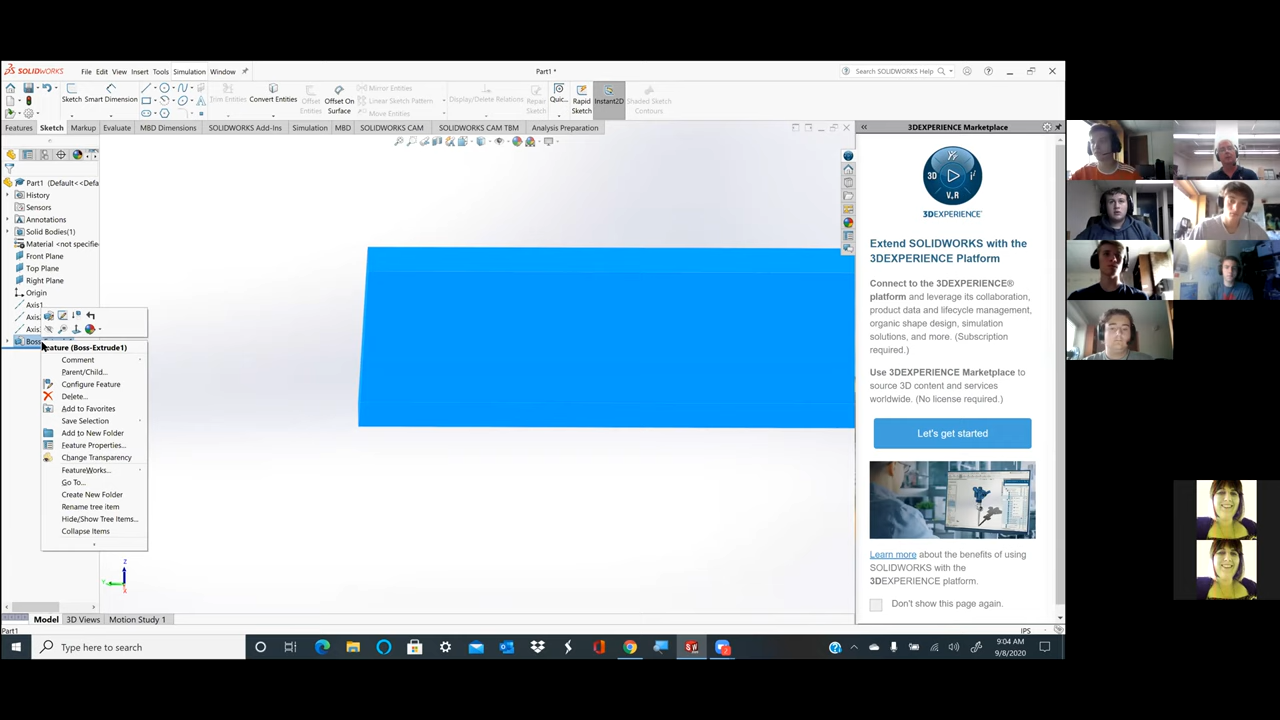 SOLIDWORKS File Edit View Insert Tools Simulation Window Part1 * Search SOLIDWORKS Help
Sketch Smart Dimension Trim Entities Convert Entities Offset Entities Offset On Surface Mirror Entities Linear Sketch Pattern Move Entities Display/Delete Relations Repair Sketch Quic... Rapid Sketch Instant2D Shaded Sketch Contours
Features Sketch Markup Evaluate MBD Dimensions SOLIDWORKS Add-Ins Simulation MBD SOLIDWORKS CAM SOLIDWORKS CAM TBM Analysis Preparation
3DEXPERIENCE Marketplace
Part1 (Default<<Defa
History
Sensors
Annotations
Solid Bodies(1)
Material <not specifie
Front Plane
Top Plane
Right Plane
Origin
Axis1
Feature (Boss-Extrude1)
Comment
Parent/Child...
Configure Feature
Delete...
Add to Favorites
Save Selection
Add to New Folder
Feature Properties...
Change Transparency
FeatureWorks...
Go To...
Create New Folder
Rename tree item
Hide/Show Tree Items...
Collapse Items
Z
Y
X
3D V,R
3DEXPERIENCE
Extend SOLIDWORKS with the
3DEXPERIENCE Platform
Connect to the 3DEXPERIENCE®
platform and leverage its collaboration,
product data and lifecycle management,
organic shape design, simulation
solutions, and more. (Subscription
required.)
Use 3DEXPERIENCE Marketplace to
source 3D content and services
worldwide. (No license required.)
Let's get started
Learn more about the benefits of using
SOLIDWORKS with the
3DEXPERIENCE platform.
Don't show this page again.
Model 3D Views Motion Study 1
Part1 IPS
Type here to search
9:04 AM
9/8/2020